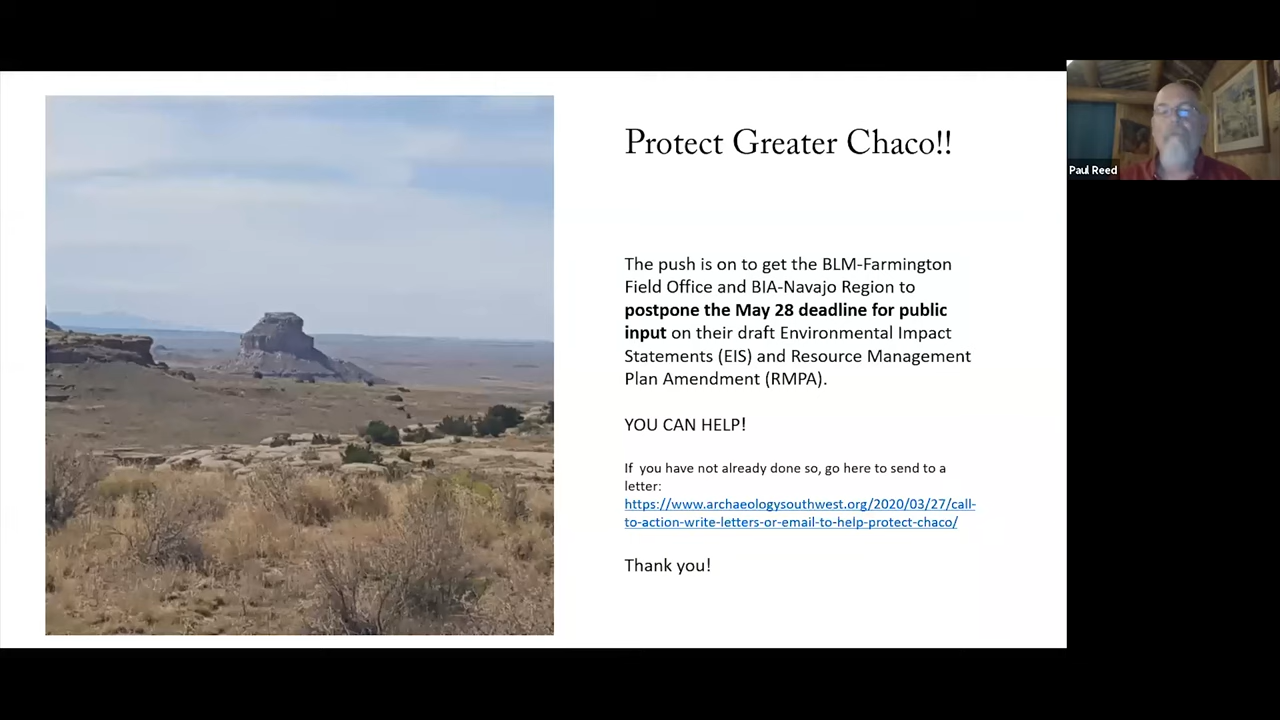 Protect Greater Chaco!!
The push is on to get the BLM-Farmington
Field Office and BIA-Navajo Region to
postpone the May 28 deadline for public
input on their draft Environmental Impact
Statements (EIS) and Resource Management
Plan Amendment (RMPA).
YOU CAN HELP!
If you have not already done so, go here to send to a
letter:
https://www.archaeologysouthwest.org/2020/03/27/call-
to-action-write-letters-or-email-to-help-protect-chaco/
Thank you!
Paul Reed